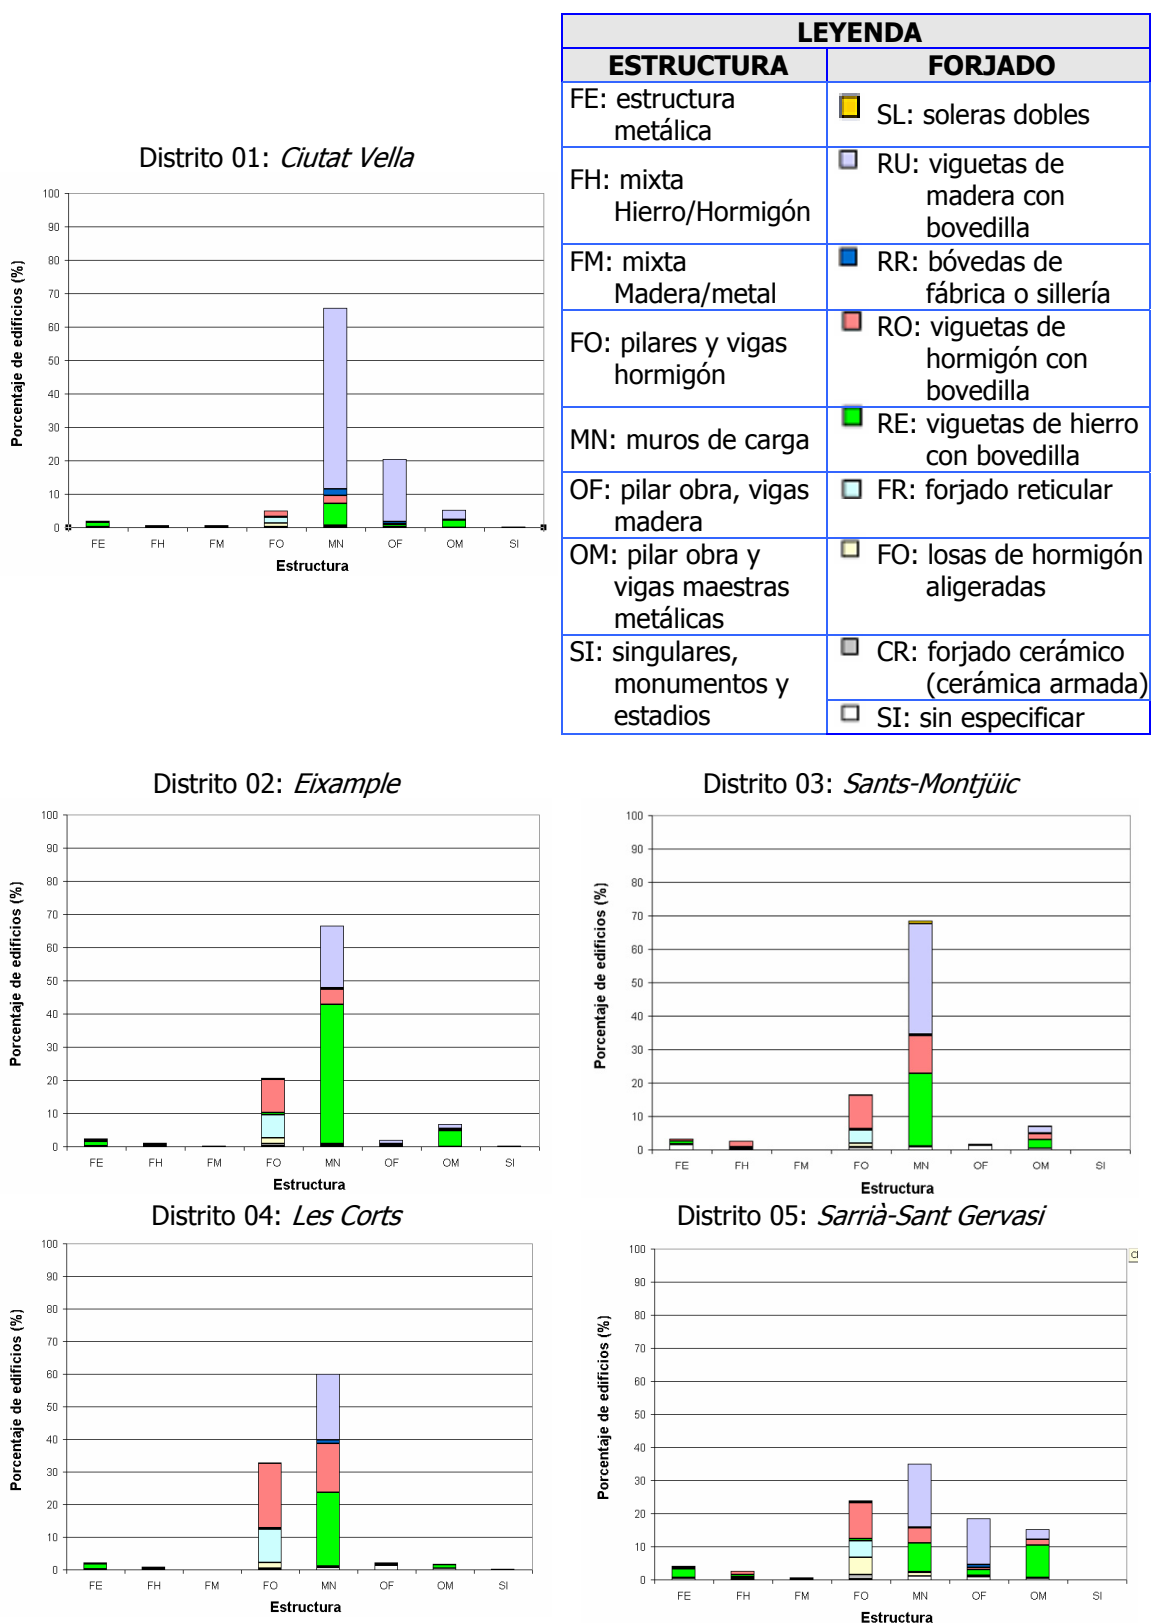 LEYENDA
ESTRUCTURA FORJADO
FE: estructura
metálica
SL: soleras dobles
FH: mixta
Hierro/Hormigón
RU: viguetas de
madera con
bovedilla
FM: mixta
Madera/metal
RR: bóvedas de
fábrica o sillería
FO: pilares y vigas
hormigón
RO: viguetas de
hormigón con
bovedilla
MN: muros de carga
RE: viguetas de hierro
con bovedilla
OF: pilar obra, vigas
madera
FR: forjado reticular
OM: pilar obra y
vigas maestras
metálicas
FO: losas de hormigón
aligeradas
SI: singulares,
monumentos y
estadios
CR: forjado cerámico
(cerámica armada)
SI: sin especificar
Distrito 01: Ciutat Vella
Porcentaje de edificios (%)
100
90
80
70
60
50
40
30
20
10
0
FE FH FM FO MN OF OM SI
Estructura
Distrito 02: Eixample
Porcentaje de edificios (%)
100
90
80
70
60
50
40
30
20
10
0
FE FH FM FO MN OF OM SI
Estructura
Distrito 03: Sants-Montjüic
Porcentaje de edificios (%)
100
90
80
70
60
50
40
30
20
10
0
FE FH FM FO MN OF OM SI
Estructura
Distrito 04: Les Corts
Porcentaje de edificios (%)
100
90
80
70
60
50
40
30
20
10
0
FE FH FM FO MN OF OM SI
Estructura
Distrito 05: Sarrià-Sant Gervasi
Porcentaje de edificios (%)
100
90
80
70
60
50
40
30
20
10
0
FE FH FM FO MN OF OM SI
Estructura